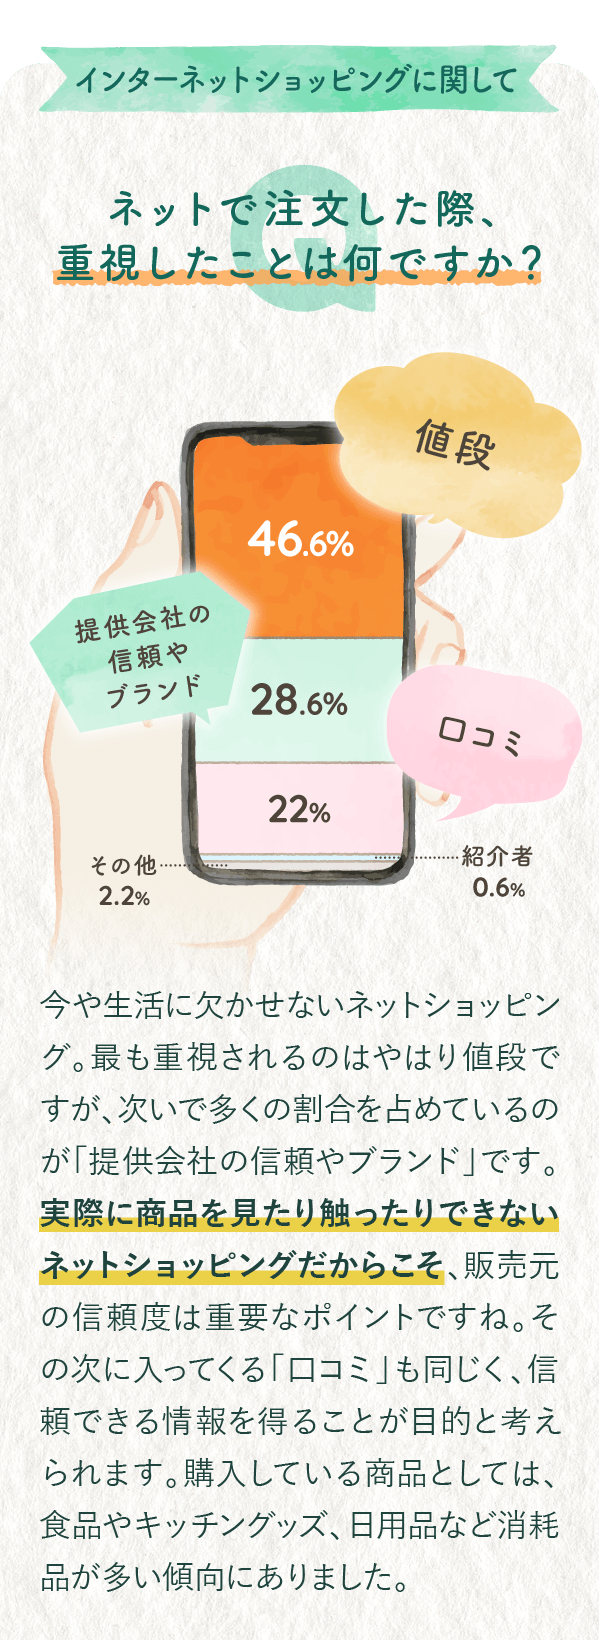 インターネットショッピングに関して
Q
ネットで注文した際、
重視したことは何ですか？
値段
46.6%
提供会社の
信頼や
ブランド
28.6%
口コミ
22%
その他
2.2%
紹介者
0.6%
今や生活に欠かせないネットショッピン
グ。最も重視されるのはやはり値段で
すが、次いで多くの割合を占めているの
が「提供会社の信頼やブランド」です。
実際に商品を見たり触ったりできない
ネットショッピングだからこそ、販売元
の信頼度は重要なポイントですね。そ
の次に入ってくる「口コミ」も同じく、信
頼できる情報を得ることが目的と考え
られます。購入している商品としては、
食品やキッチングッズ、日用品など消耗
品が多い傾向にありました。